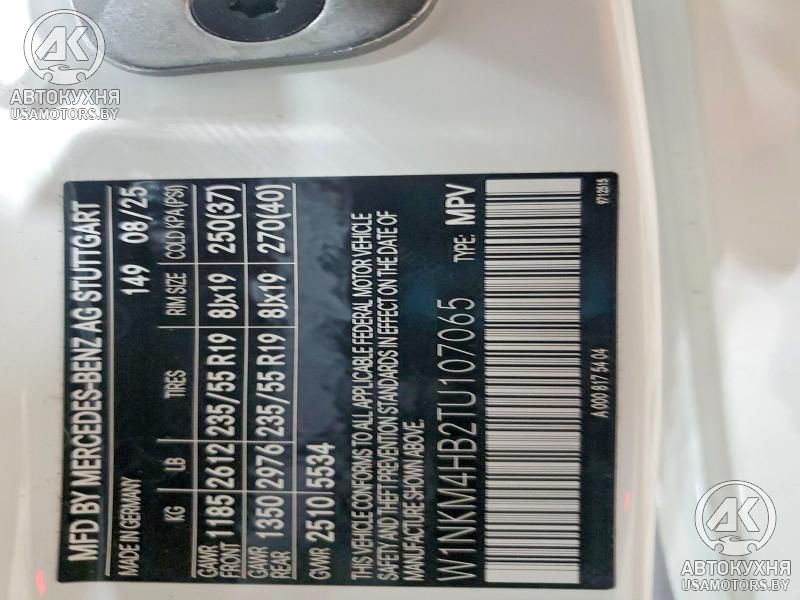 AK
АВТОКУХНЯ
USAMOTORS.BY
MFD BY MERCEDES-BENZ AG STUTTGART
MADE IN GERMANY 149 08/25
KG LB TIRES RIM SIZE COLD KPA(PSI)
GAWR FRONT 1185 2612 235/55 R19 8Jx19 250(37)
GAWR REAR 1350 2976 235/55 R19 8Jx19 270(40)
GVWR 2510 5534
THIS VEHICLE CONFORMS TO ALL APPLICABLE FEDERAL MOTOR VEHICLE
SAFETY AND THEFT PREVENTION STANDARDS IN EFFECT ON THE DATE OF
MANUFACTURE SHOWN ABOVE.
W1NKM4HB2TU107065 TYPE: MPV
A 000 817 54 04 9712515
AK
АВТОКУХНЯ
USAMOTORS.BY